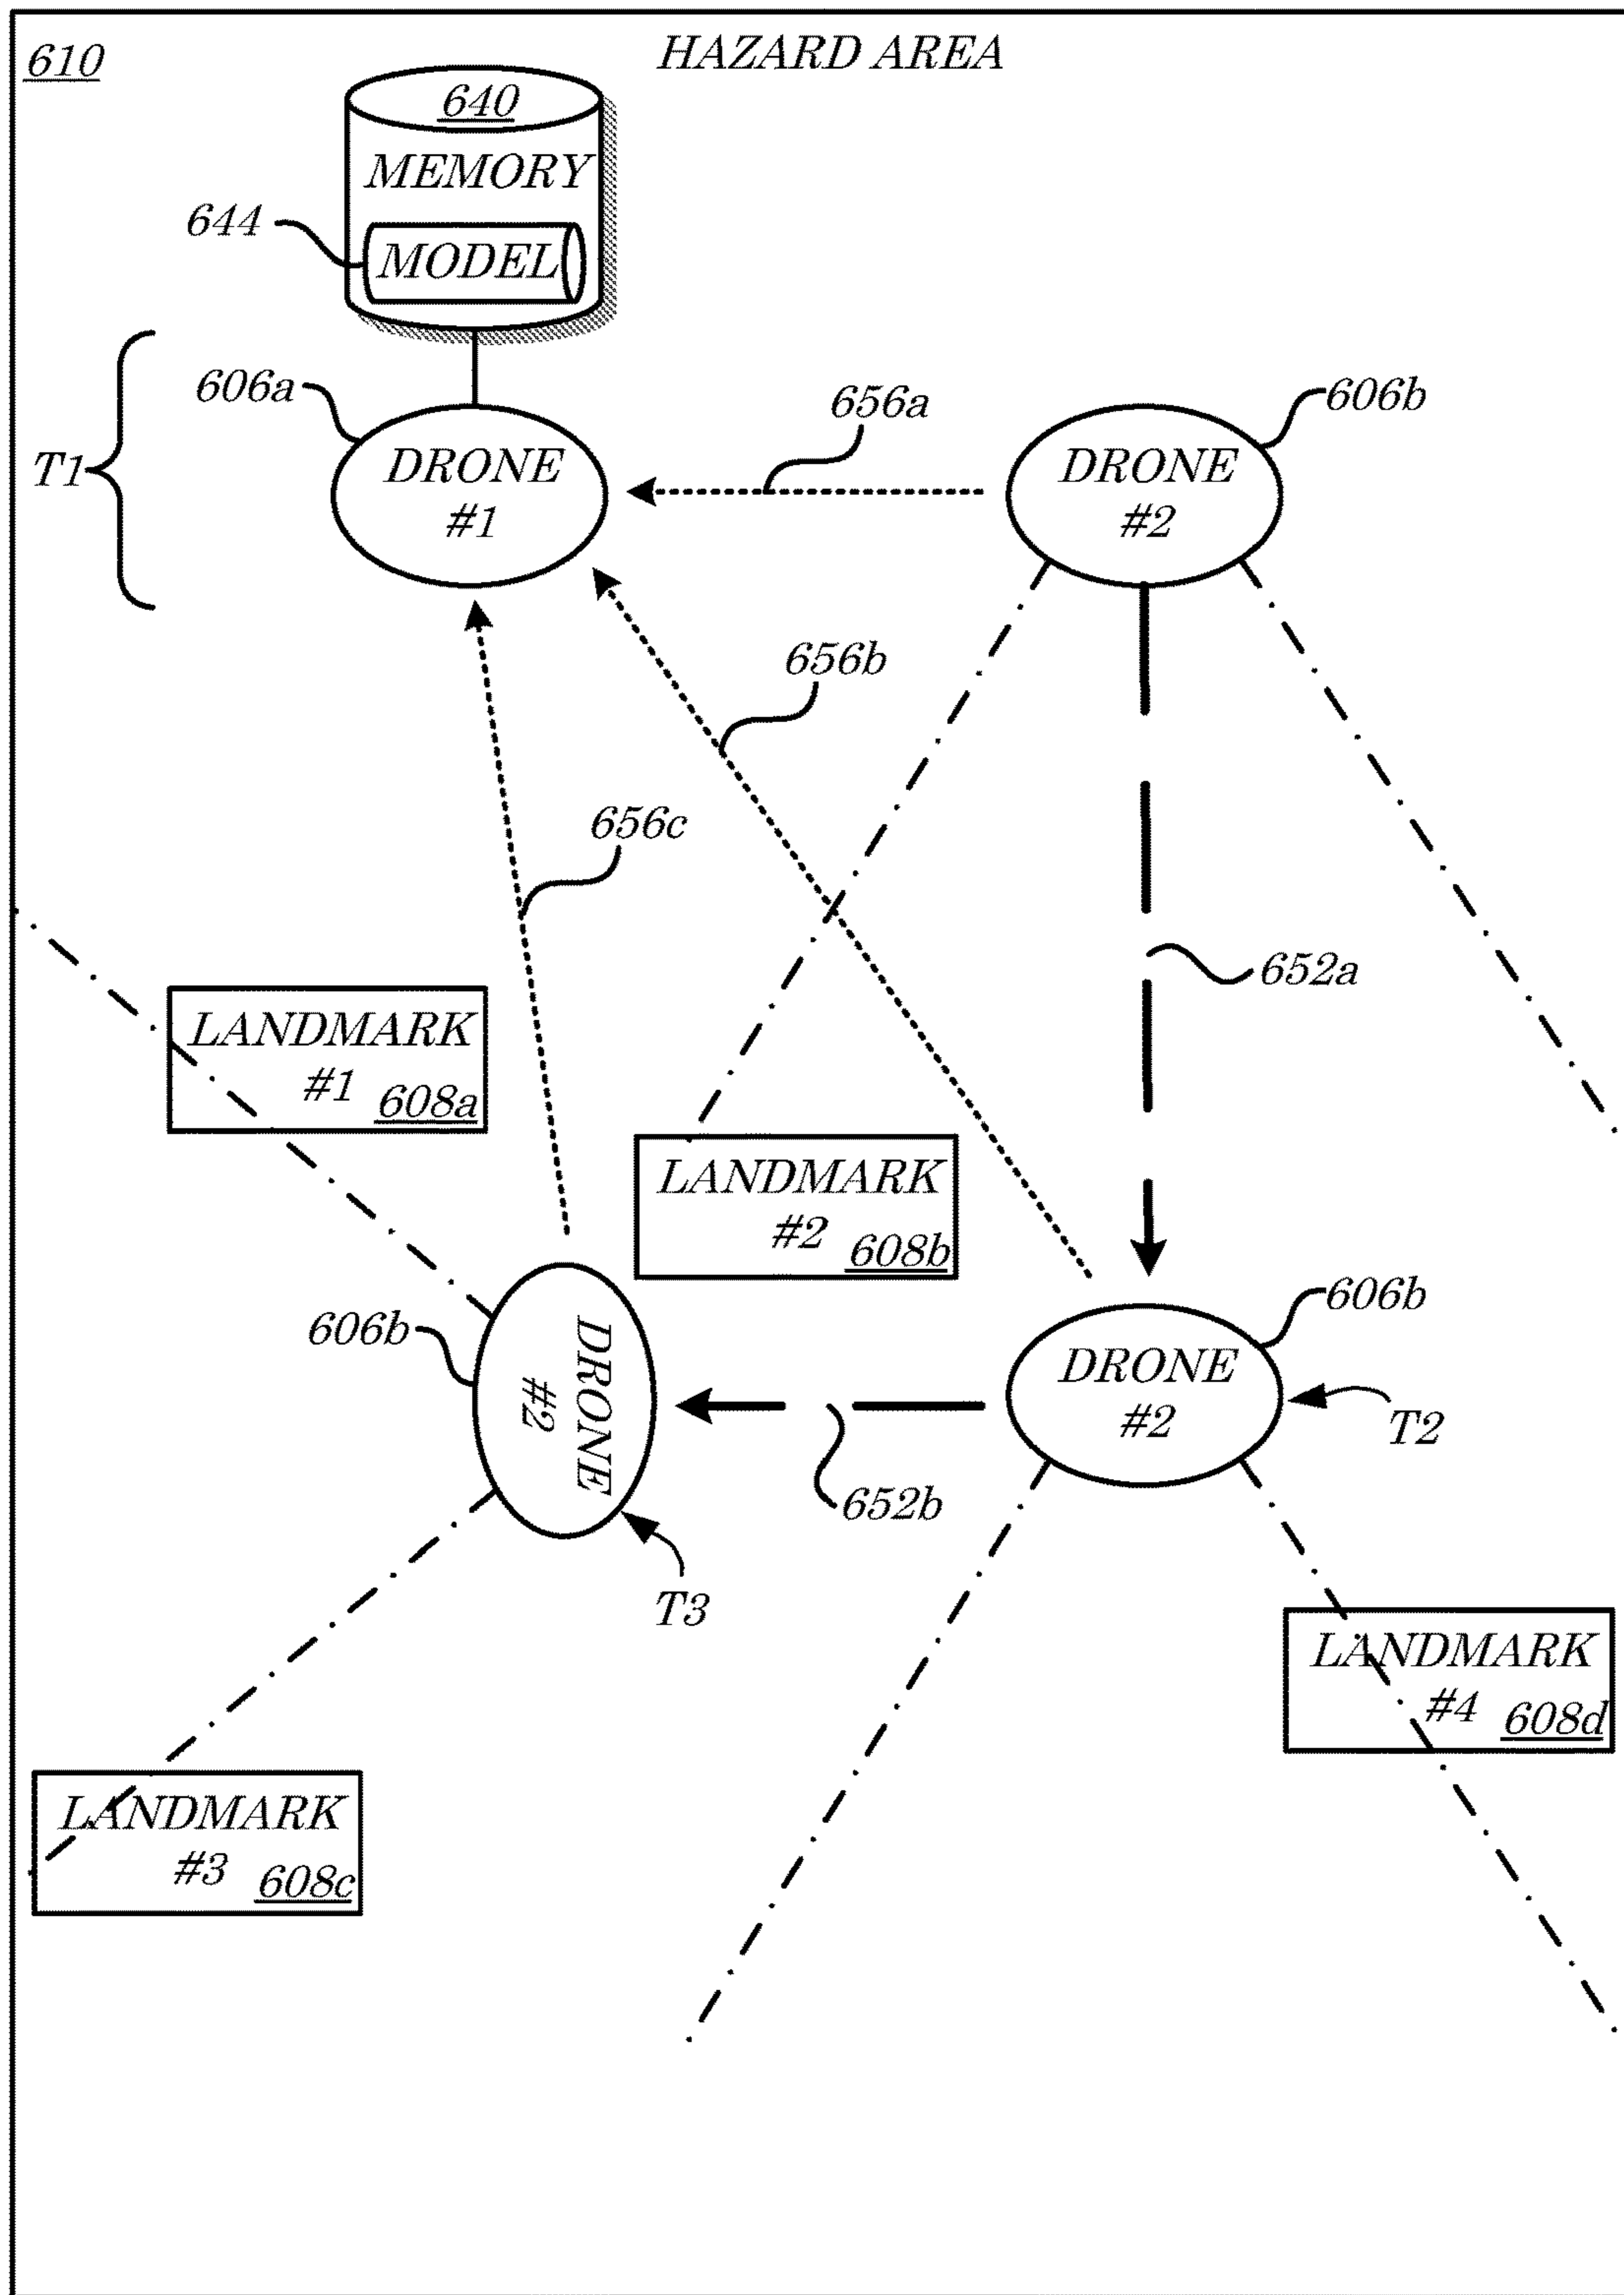 610
HAZARD AREA
640
MEMORY
644
MODEL
606a
656a
606b
T1
DRONE
#1
DRONE
#2
656b
656c
652a
LANDMARK
#1 608a
LANDMARK
#2 608b
606b
606b
DRONE
#2
DRONE
#2
T2
652b
T3
LANDMARK
#4 608d
LANDMARK
#3 608c